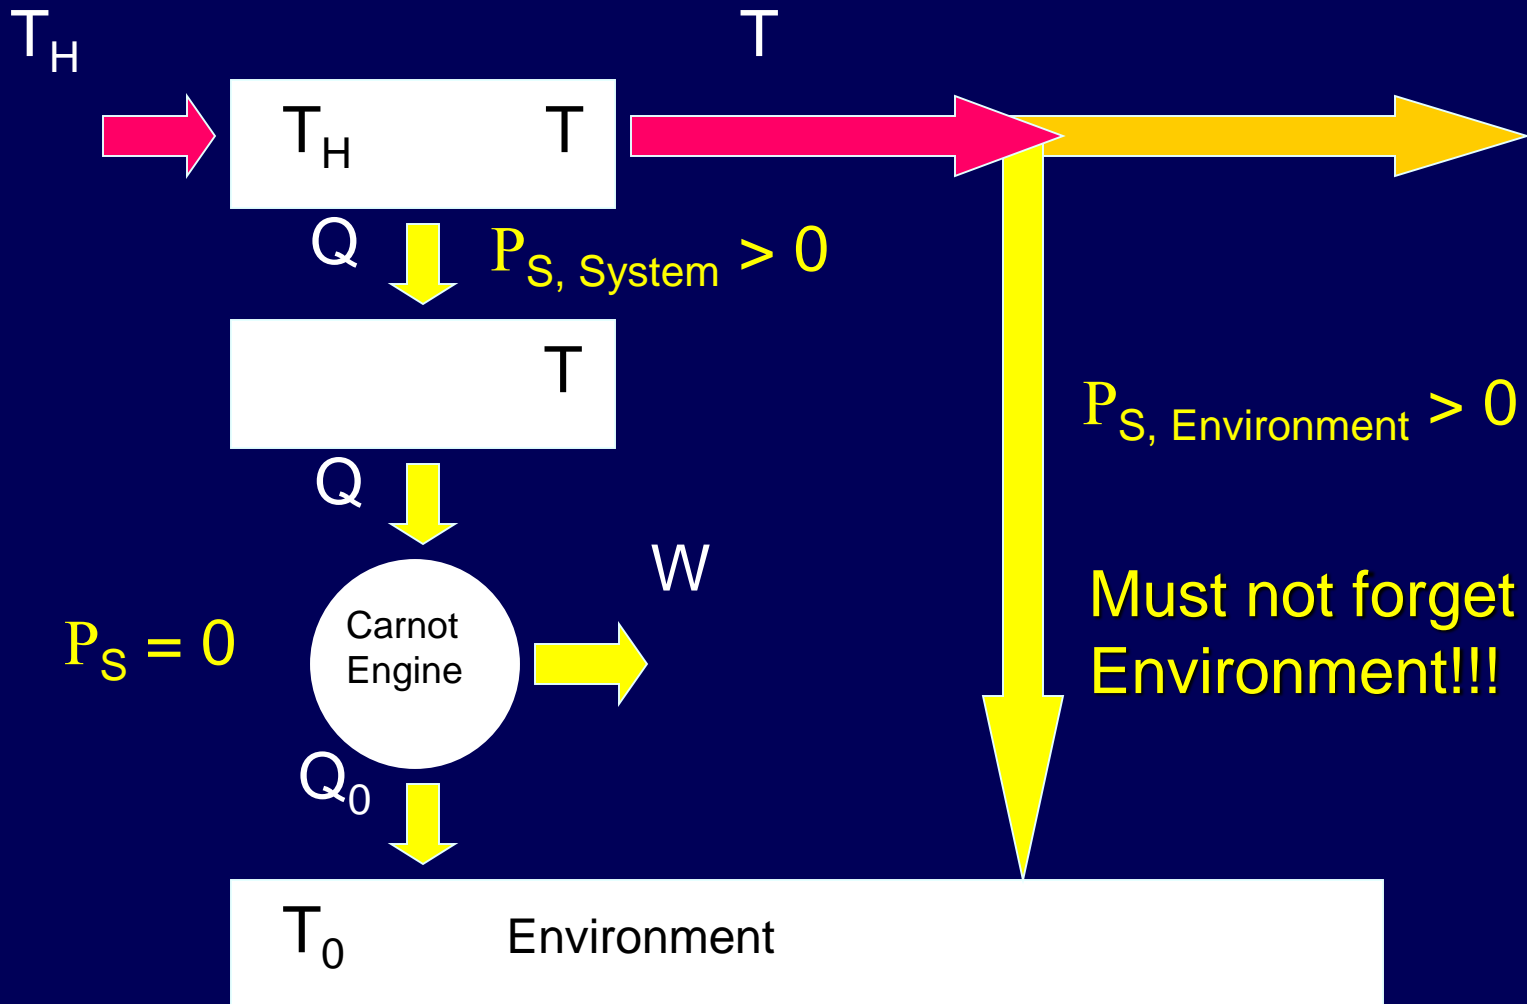 T_H
T
T_H T
Q
P_S, System > 0
T
Q
P_S, Environment > 0
W
Must not forget
Environment!!!
P_S = 0
Carnot
Engine
Q_0
T_0 Environment